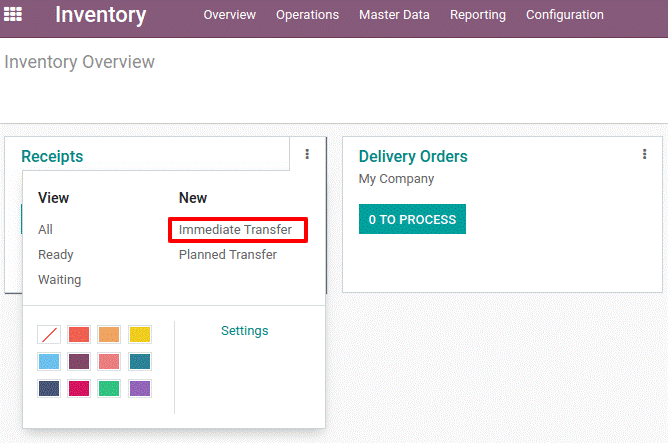 Inventory Overview Operations Master Data Reporting Configuration
Inventory Overview
Receipts
View New
All Immediate Transfer
Ready Planned Transfer
Waiting
Settings
Delivery Orders
My Company
0 TO PROCESS